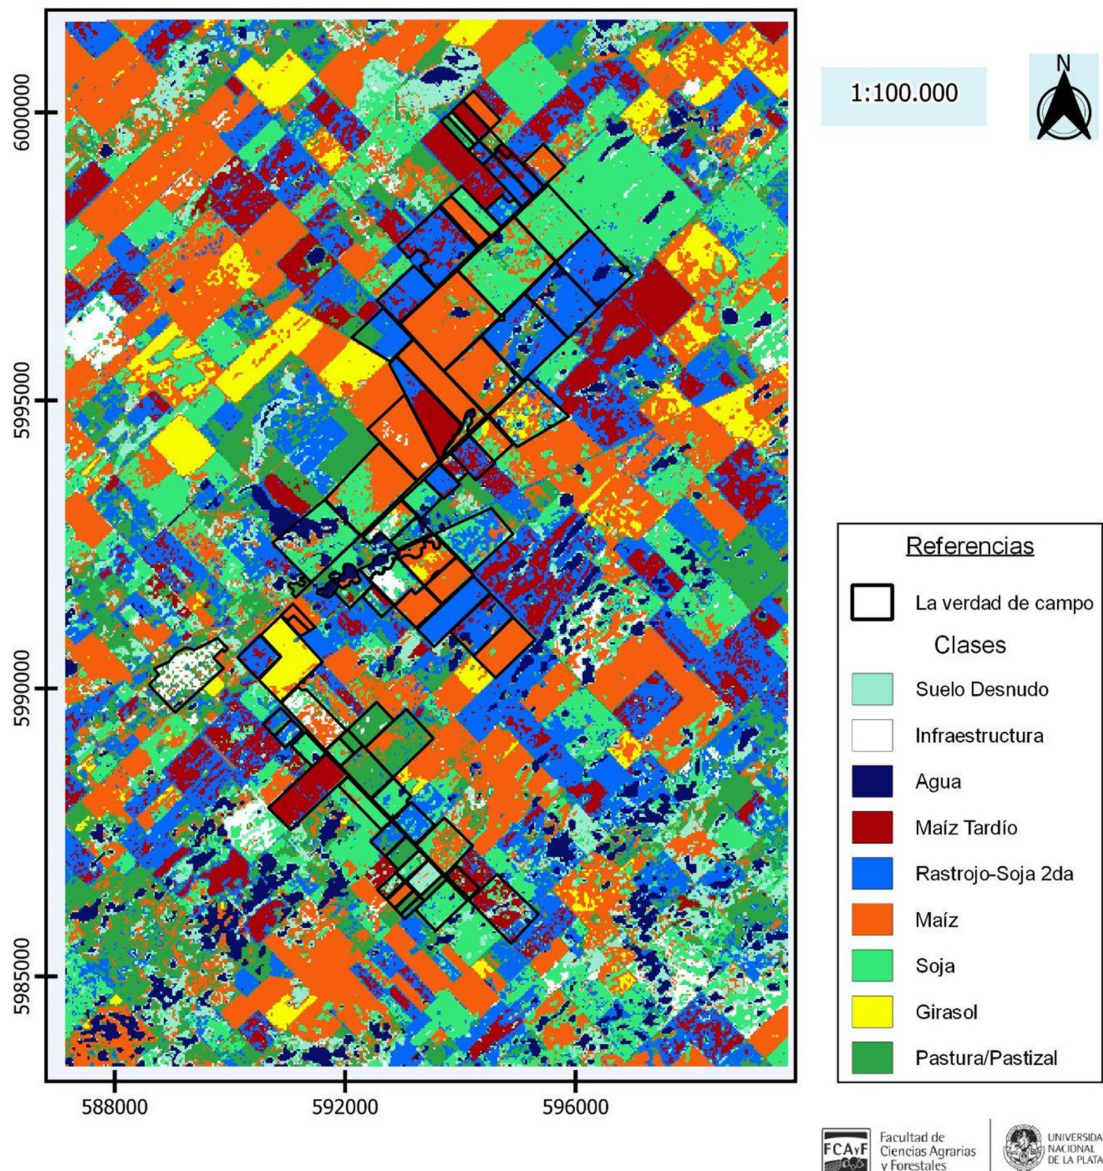 1:100.000
N
6000000
5995000
5990000
5985000
588000
592000
596000
Referencias
La verdad de campo
Clases
Suelo Desnudo
Infraestructura
Agua
Maíz Tardío
Rastrojo-Soja 2da
Maíz
Soja
Girasol
Pastura/Pastizal
FCAyF
Facultad de
Ciencias Agrarias
y Forestales
UNIVERSIDA
NACIONAL
DE LA PLATA